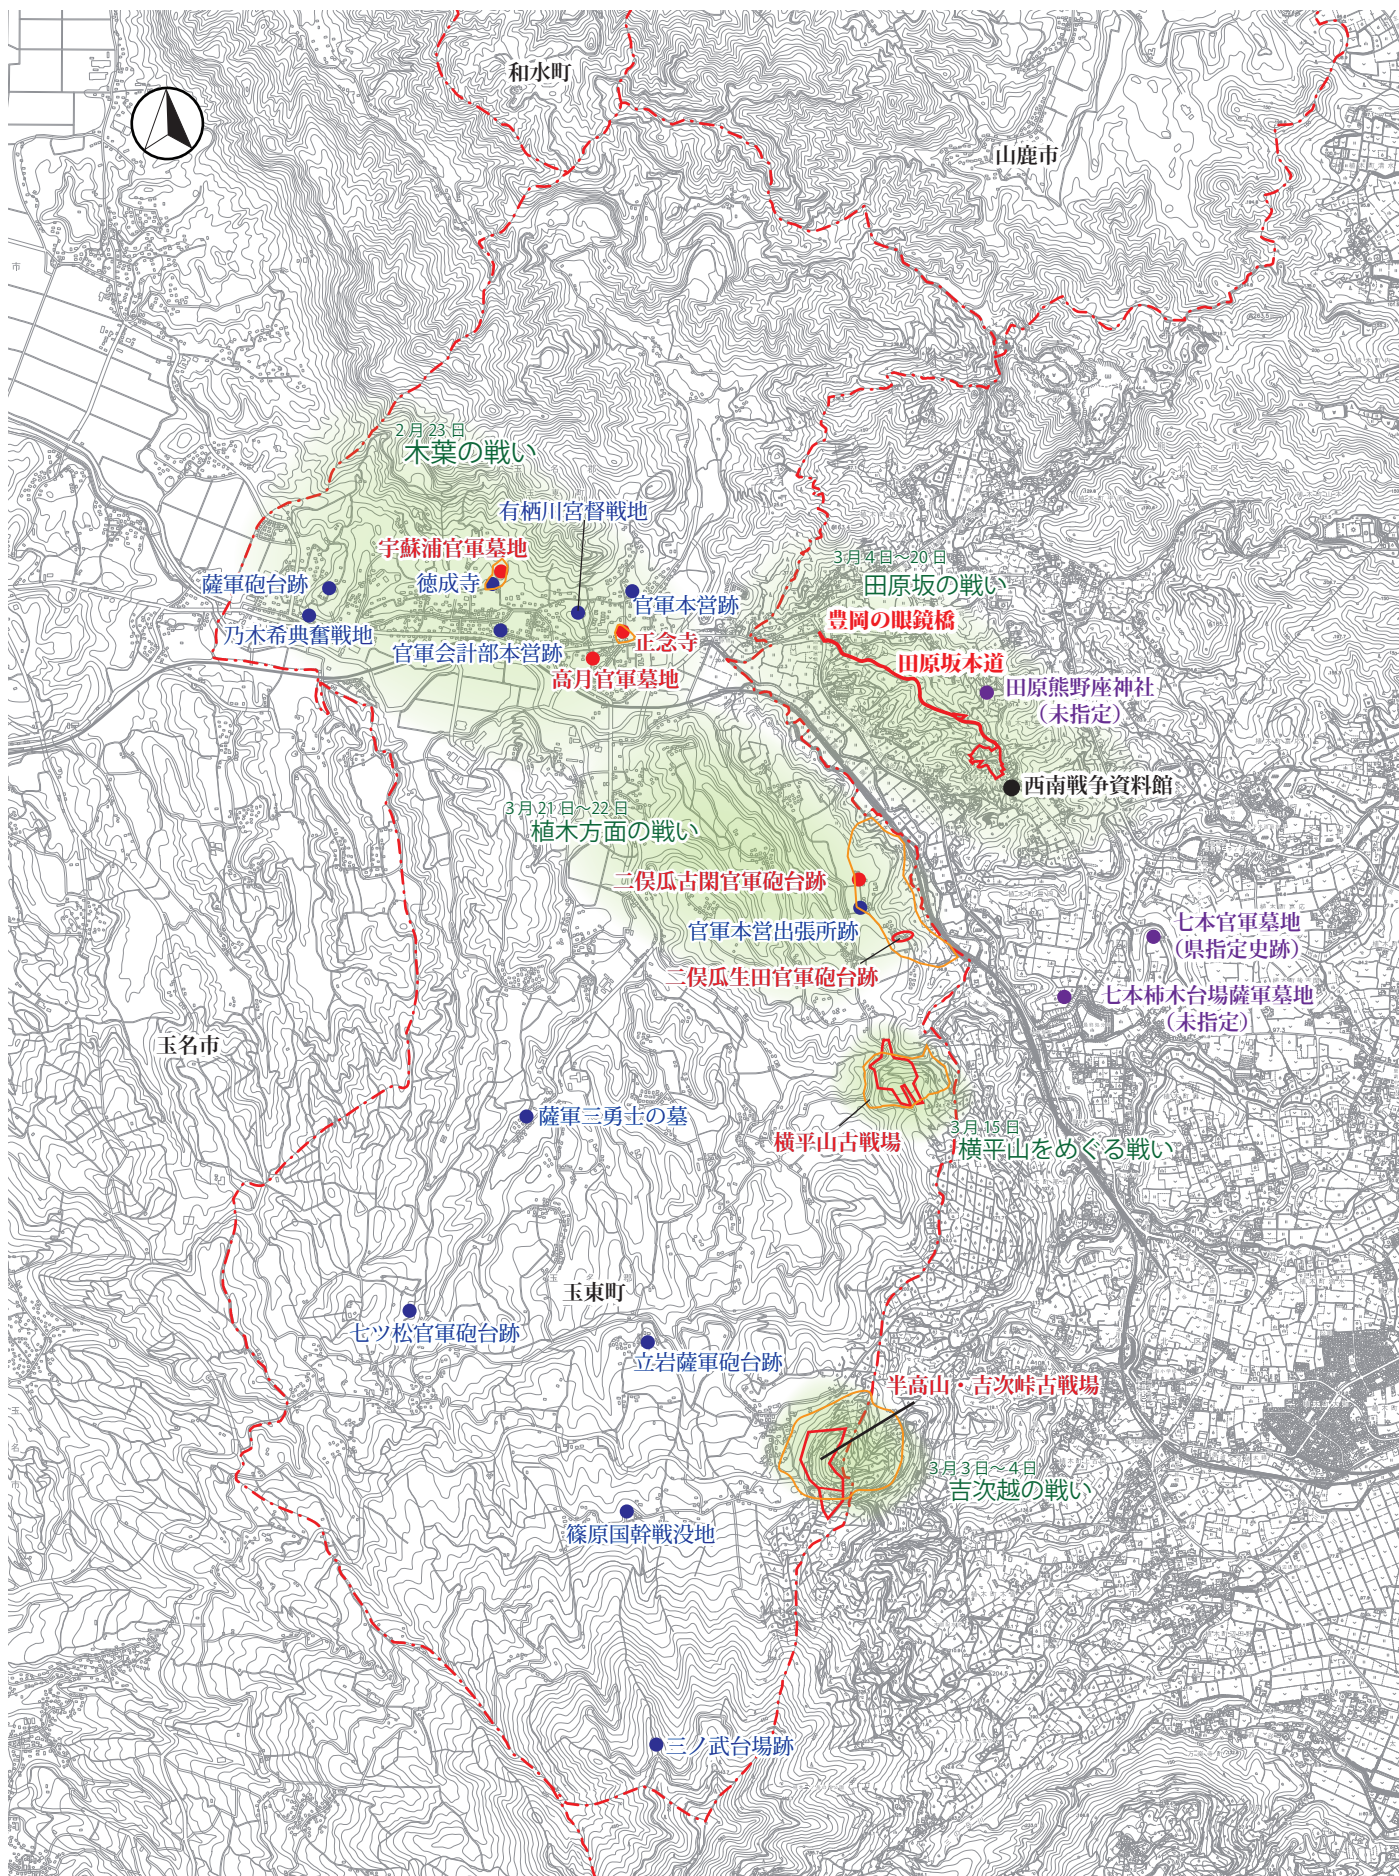 和水町
山鹿市
2月23日
木葉の戦い
有栖川宮督戦地
宇蘇浦官軍墓地
徳成寺
薩軍砲台跡
官軍本営跡
乃木希典奮戦地
官軍会計部本営跡
正念寺
高月官軍墓地
3月4日〜20日
田原坂の戦い
豊岡の眼鏡橋
田原坂本道
田原熊野座神社
（未指定）
西南戦争資料館
3月21日〜22日
植木方面の戦い
二俣瓜古閑官軍砲台跡
官軍本営出張所跡
二俣瓜生田官軍砲台跡
七本官軍墓地
（県指定史跡）
七本柿木台場薩軍墓地
（未指定）
玉名市
薩軍三勇士の墓
横平山古戦場
3月15日
横平山をめぐる戦い
玉東町
七ツ松官軍砲台跡
立岩薩軍砲台跡
半高山・吉次峠古戦場
3月3日〜4日
吉次越の戦い
篠原国幹戦没地
三ノ武台場跡